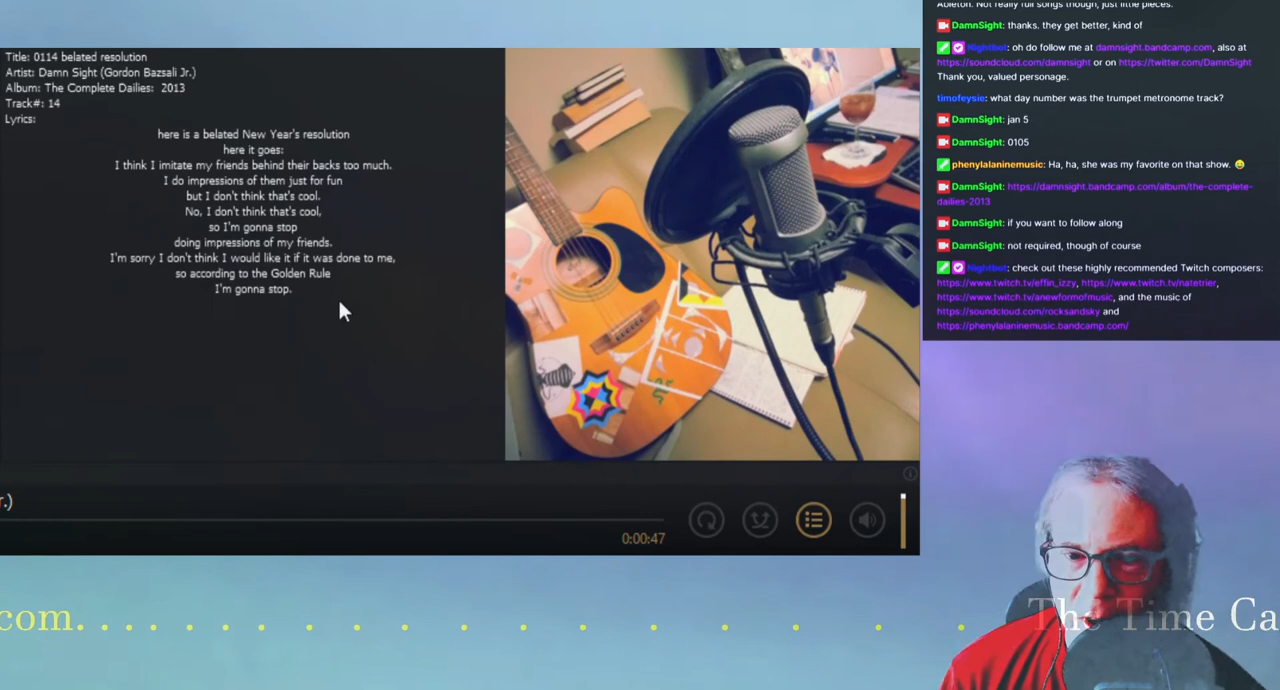 Title: 0114 belated resolution
Artist: Damn Sight (Gordon Bazsali Jr.)
Album: The Complete Dailies:  2013
Track#: 14
Lyrics:
here is a belated New Year's resolution
here it goes:
I think I imitate my friends behind their backs too much.
I do impressions of them just for fun
but I don't think that's cool.
No, I don't think that's cool,
so I'm gonna stop
doing impressions of my friends.
I'm sorry I don't think I would like it if it was done to me,
so according to the Golden Rule
I'm gonna stop.
r.)
0:00:47
Ableton. Not really full songs though, just little pieces.
DamnSight: thanks. they get better, kind of
Nightbot: oh do follow me at damnsight.bandcamp.com, also at
https://soundcloud.com/damnsight or on https://twitter.com/DamnSight
Thank you, valued personage.
timofeysie: what day number was the trumpet metronome track?
DamnSight: jan 5
DamnSight: 0105
phenylalaninemusic: Ha, ha, she was my favorite on that show. 😄
DamnSight: https://damnsight.bandcamp.com/album/the-complete-
dailies-2013
DamnSight: if you want to follow along
DamnSight: not required, though of course
Nightbot: check out these highly recommended Twitch composers:
https://www.twitch.tv/effin_izzy, https://www.twitch.tv/natetrier,
https://www.twitch.tv/anewformofmusic, and the music of
https://soundcloud.com/rocksandsky and
https://phenylalaninemusic.bandcamp.com/
com. . . . . . . . . . . . . . . . . . The Time Ca